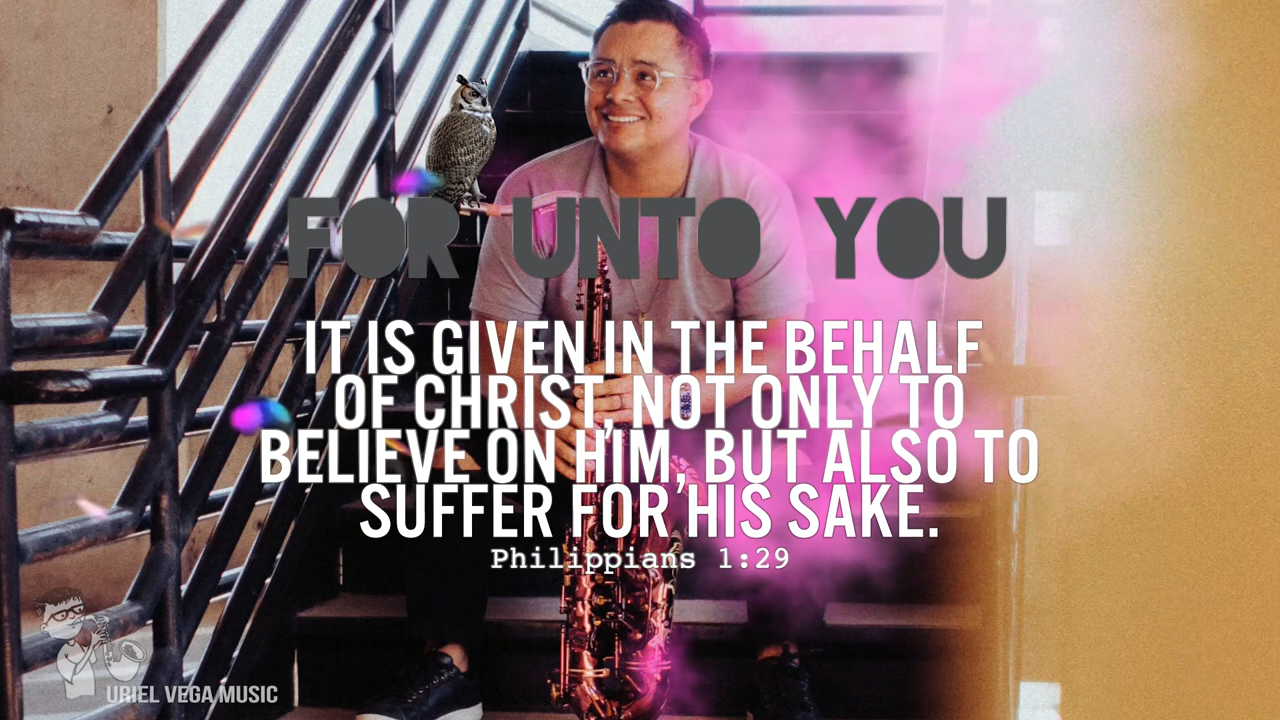 FOR UNTO YOU
IT IS GIVEN IN THE BEHALF
OF CHRIST, NOT ONLY TO
BELIEVE ON HIM, BUT ALSO TO
SUFFER FOR HIS SAKE.
Philippians 1:29
URIEL VEGA MUSIC